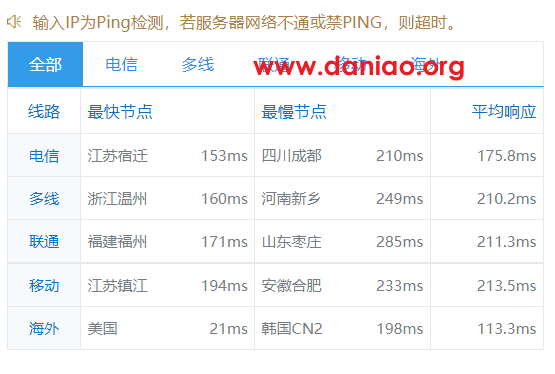 输入IP为Ping检测，若服务器网络不通或禁PING，则超时。
全部 电信 多线 联通 移动 海外
www.daniao.org
线路 最快节点 最慢节点 平均响应
电信 江苏宿迁 153ms 四川成都 210ms 175.8ms
多线 浙江温州 160ms 河南新乡 249ms 210.2ms
联通 福建福州 171ms 山东枣庄 285ms 211.3ms
移动 江苏镇江 194ms 安徽合肥 233ms 213.5ms
海外 美国 21ms 韩国CN2 198ms 113.3ms